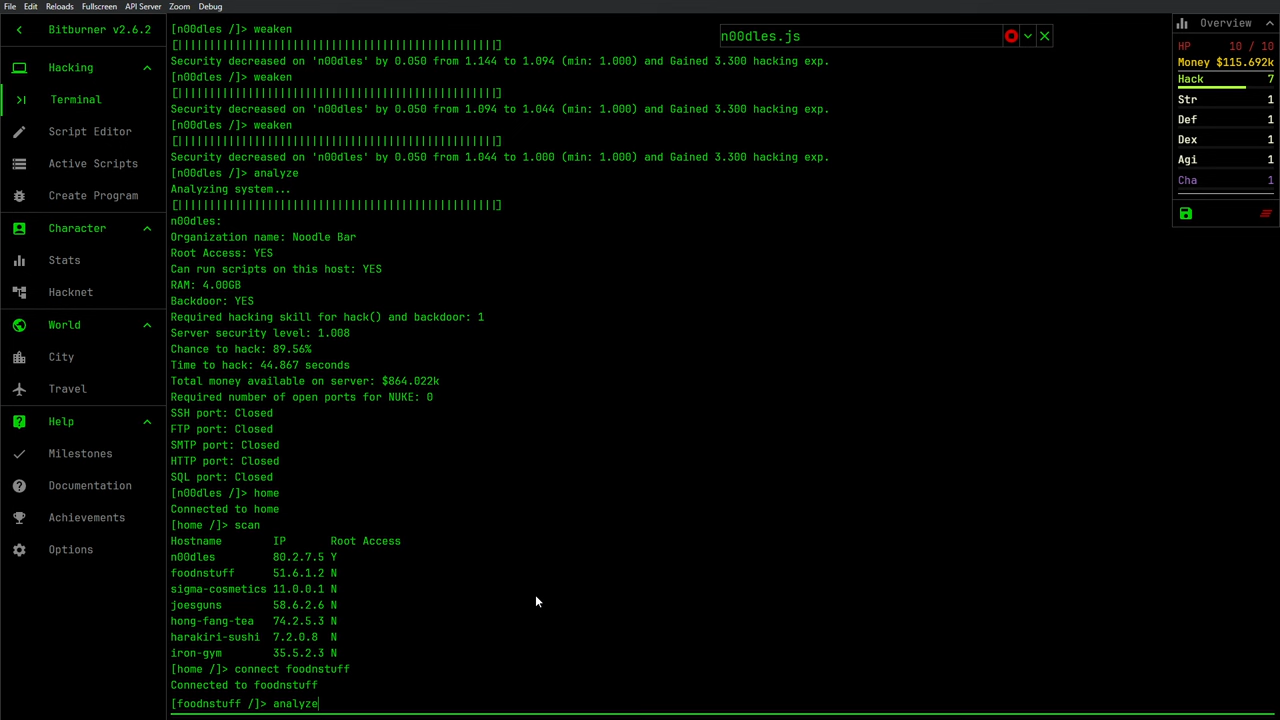 File Edit Reloads Fullscreen API Server Zoom Debug
Bitburner v2.6.2
Hacking
Terminal
Script Editor
Active Scripts
Create Program
Character
Stats
Hacknet
World
City
Travel
Help
Milestones
Documentation
Achievements
Options
[n00dles /]> weaken
[||||||||||||||||||||||||||||||||||||||||||||||||||]
Security decreased on 'n00dles' by 0.050 from 1.144 to 1.094 (min: 1.000) and Gained 3.300 hacking exp.
[n00dles /]> weaken
[||||||||||||||||||||||||||||||||||||||||||||||||||]
Security decreased on 'n00dles' by 0.050 from 1.094 to 1.044 (min: 1.000) and Gained 3.300 hacking exp.
[n00dles /]> weaken
[||||||||||||||||||||||||||||||||||||||||||||||||||]
Security decreased on 'n00dles' by 0.050 from 1.044 to 1.000 (min: 1.000) and Gained 3.300 hacking exp.
[n00dles /]> analyze
Analyzing system...
[||||||||||||||||||||||||||||||||||||||||||||||||||]
n00dles:
Organization name: Noodle Bar
Root Access: YES
Can run scripts on this host: YES
RAM: 4.00GB
Backdoor: YES
Required hacking skill for hack() and backdoor: 1
Server security level: 1.008
Chance to hack: 89.56%
Time to hack: 44.867 seconds
Total money available on server: $864.022k
Required number of open ports for NUKE: 0
SSH port: Closed
FTP port: Closed
SMTP port: Closed
HTTP port: Closed
SQL port: Closed
[n00dles /]> home
Connected to home
[home /]> scan
Hostname IP Root Access
n00dles 80.2.7.5 Y
foodnstuff 51.6.1.2 N
sigma-cosmetics 11.0.0.1 N
joesguns 58.6.2.6 N
hong-fang-tea 74.2.5.3 N
harakiri-sushi 7.2.0.8 N
iron-gym 35.5.2.3 N
[home /]> connect foodnstuff
Connected to foodnstuff
[foodnstuff /]> analyze
n00dles.js
Overview
HP 10 / 10
Money $115.692k
Hack 7
Str 1
Def 1
Dex 1
Agi 1
Cha 1